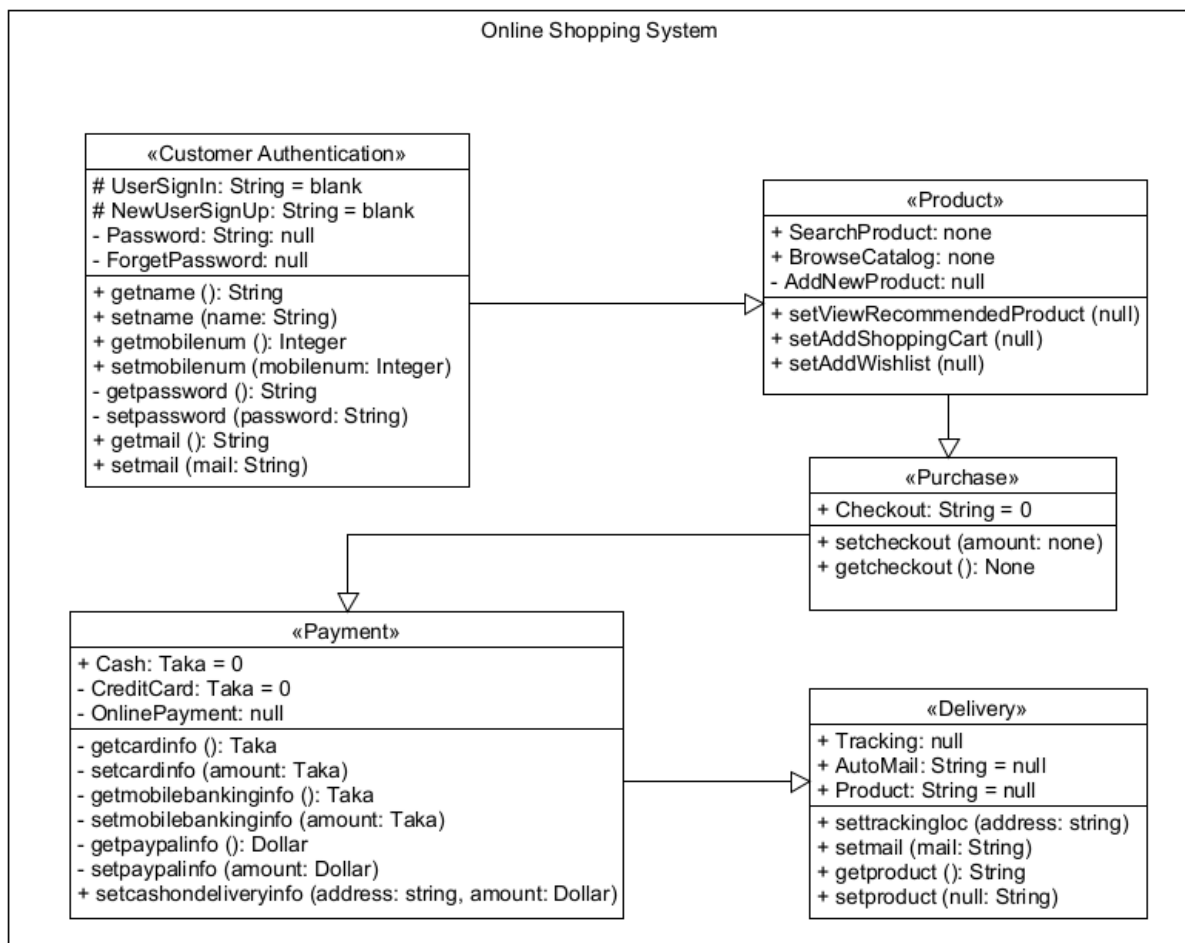 Online Shopping System
«Customer Authentication»
# UserSignIn: String = blank
# NewUserSignUp: String = blank
- Password: String: null
- ForgetPassword: null
+ getname (): String
+ setname (name: String)
+ getmobilenum (): Integer
+ setmobilenum (mobilenum: Integer)
- getpassword (): String
- setpassword (password: String)
+ getmail (): String
+ setmail (mail: String)
«Product»
+ SearchProduct: none
+ BrowseCatalog: none
- AddNewProduct: null
+ setViewRecommendedProduct (null)
+ setAddShoppingCart (null)
+ setAddWishlist (null)
«Purchase»
+ Checkout: String = 0
+ setcheckout (amount: none)
+ getcheckout (): None
«Payment»
+ Cash: Taka = 0
- CreditCard: Taka = 0
- OnlinePayment: null
- getcardinfo (): Taka
- setcardinfo (amount: Taka)
- getmobilebankinginfo (): Taka
- setmobilebankinginfo (amount: Taka)
- getpaypalinfo (): Dollar
- setpaypalinfo (amount: Dollar)
+ setcashondeliveryinfo (address: string, amount: Dollar)
«Delivery»
+ Tracking: null
+ AutoMail: String = null
+ Product: String = null
+ settrackingloc (address: string)
+ setmail (mail: String)
+ getproduct (): String
+ setproduct (null: String)